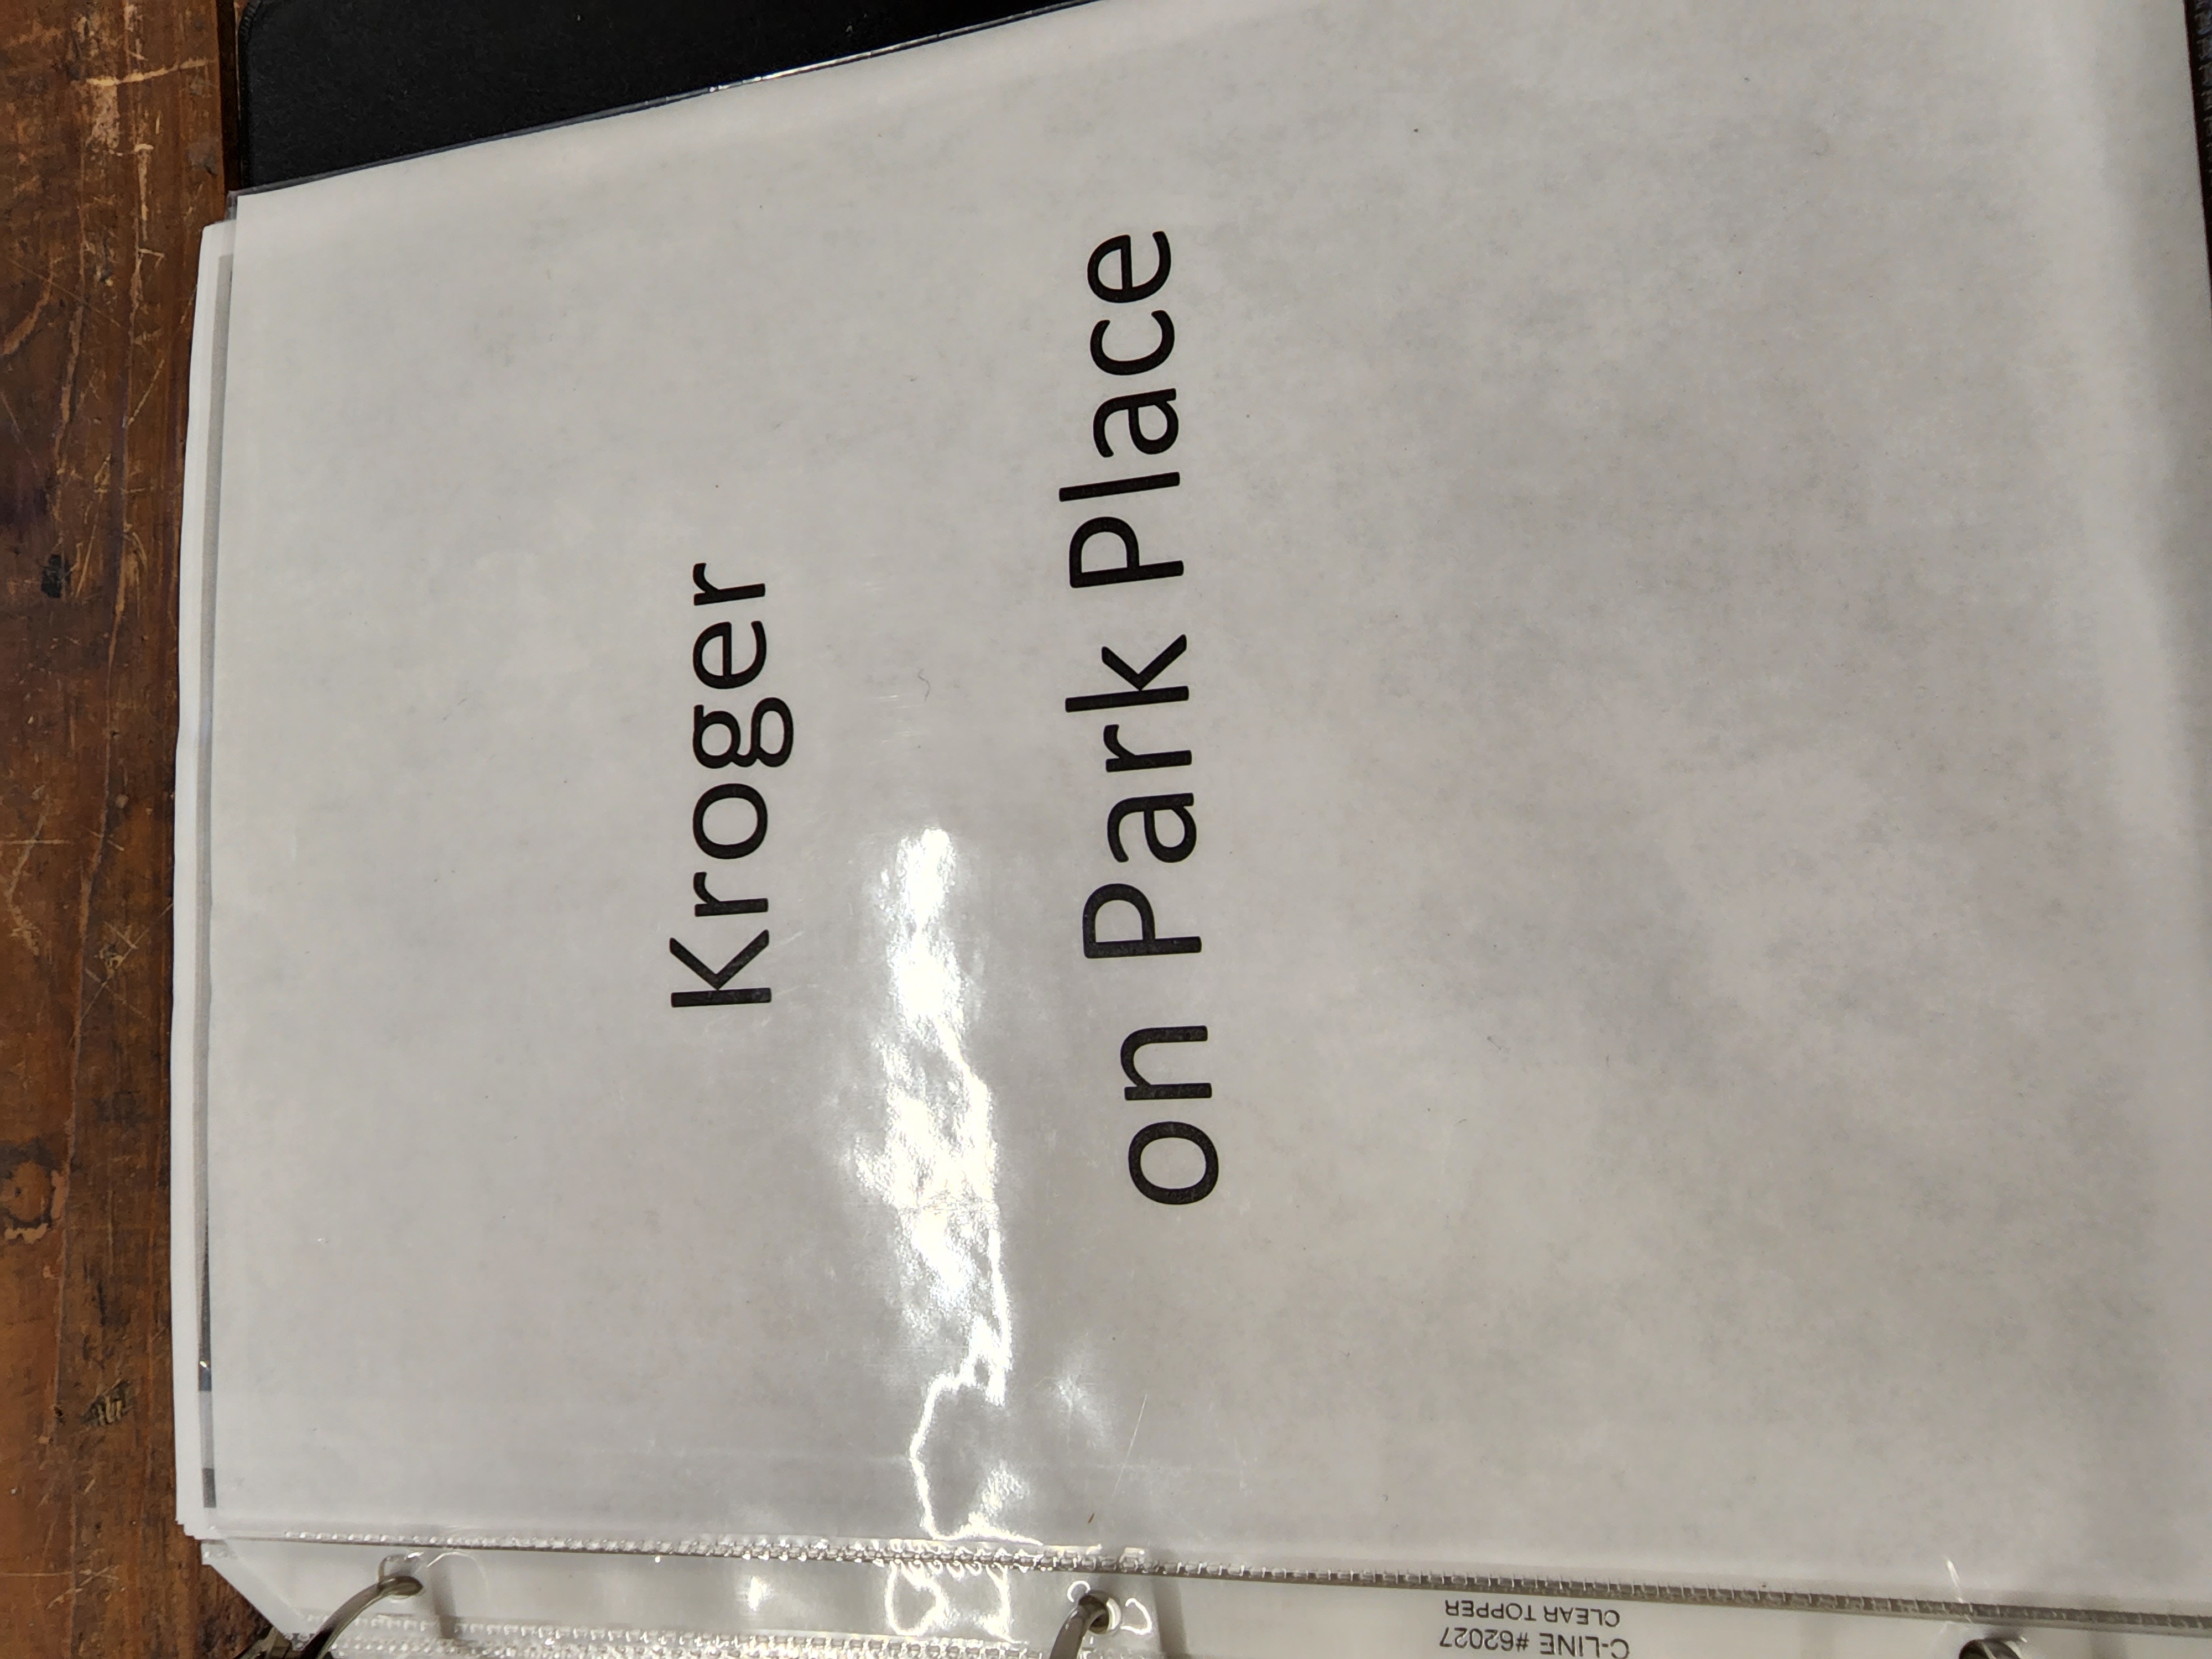 Kroger
on Park Place
C-LINE #62027
CLEAR TOPPER